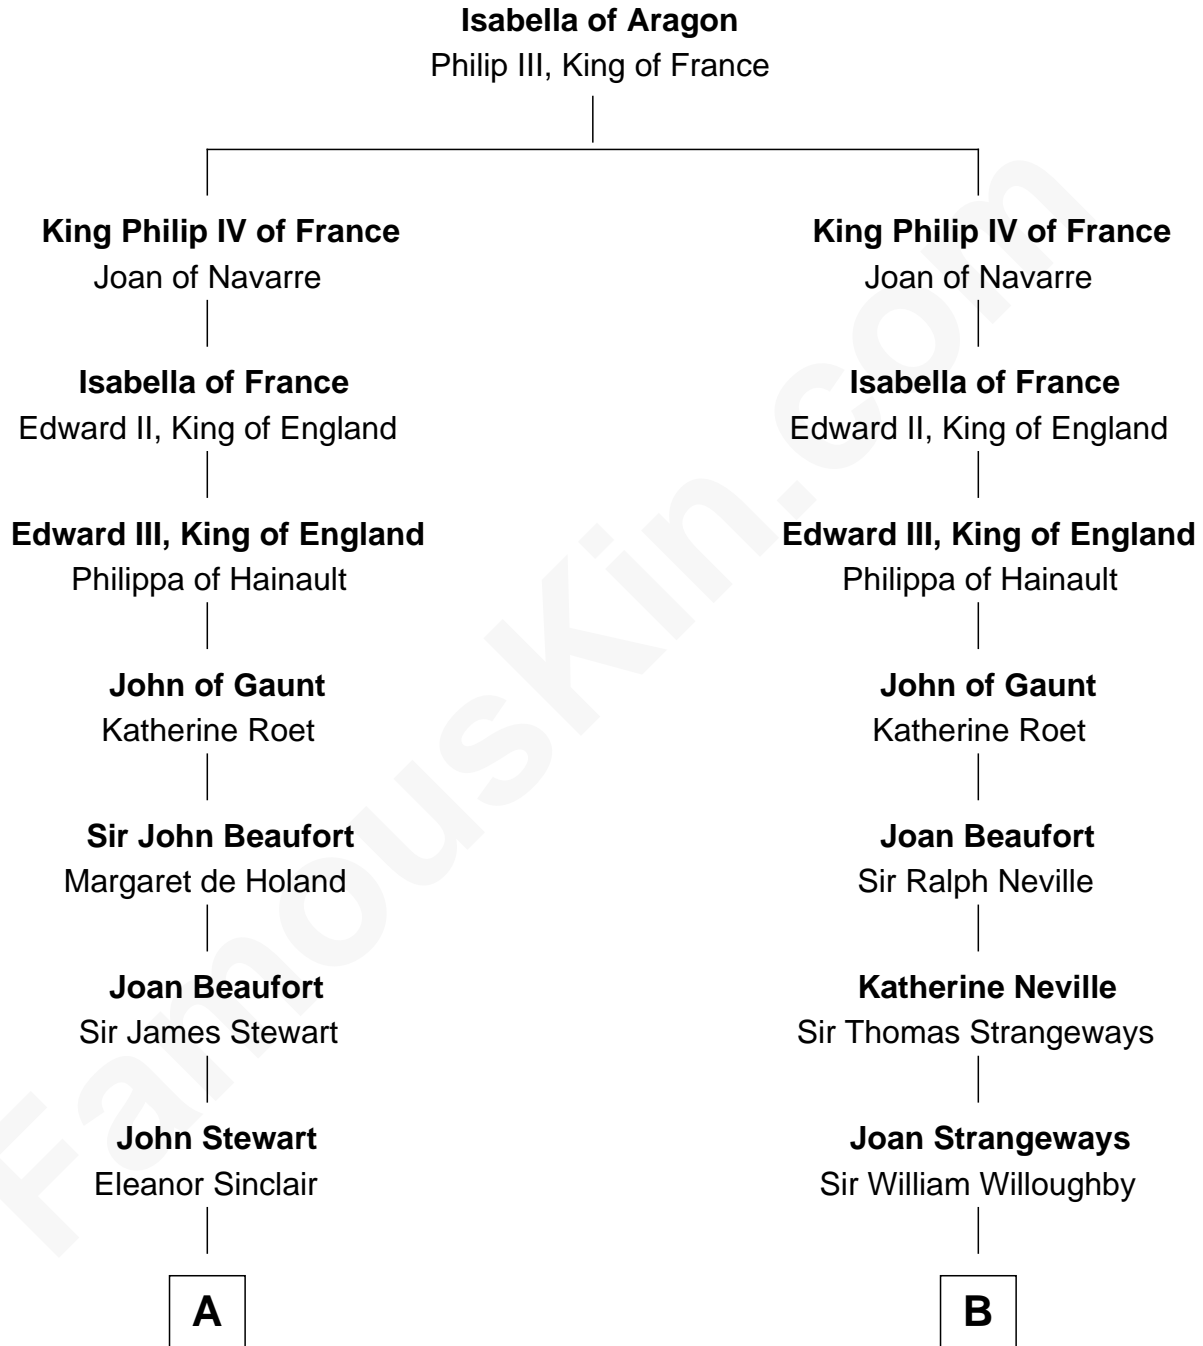 Isabella of Aragon
Philip III, King of France
King Philip IV of France
Joan of Navarre
Isabella of France
Edward II, King of England
Edward III, King of England
Philippa of Hainault
John of Gaunt
Katherine Roet
Sir John Beaufort
Margaret de Holand
Joan Beaufort
Sir James Stewart
John Stewart
Eleanor Sinclair
A
King Philip IV of France
Joan of Navarre
Isabella of France
Edward II, King of England
Edward III, King of England
Philippa of Hainault
John of Gaunt
Katherine Roet
Joan Beaufort
Sir Ralph Neville
Katherine Neville
Sir Thomas Strangeways
Joan Strangeways
Sir William Willoughby
B
FamousKin.com